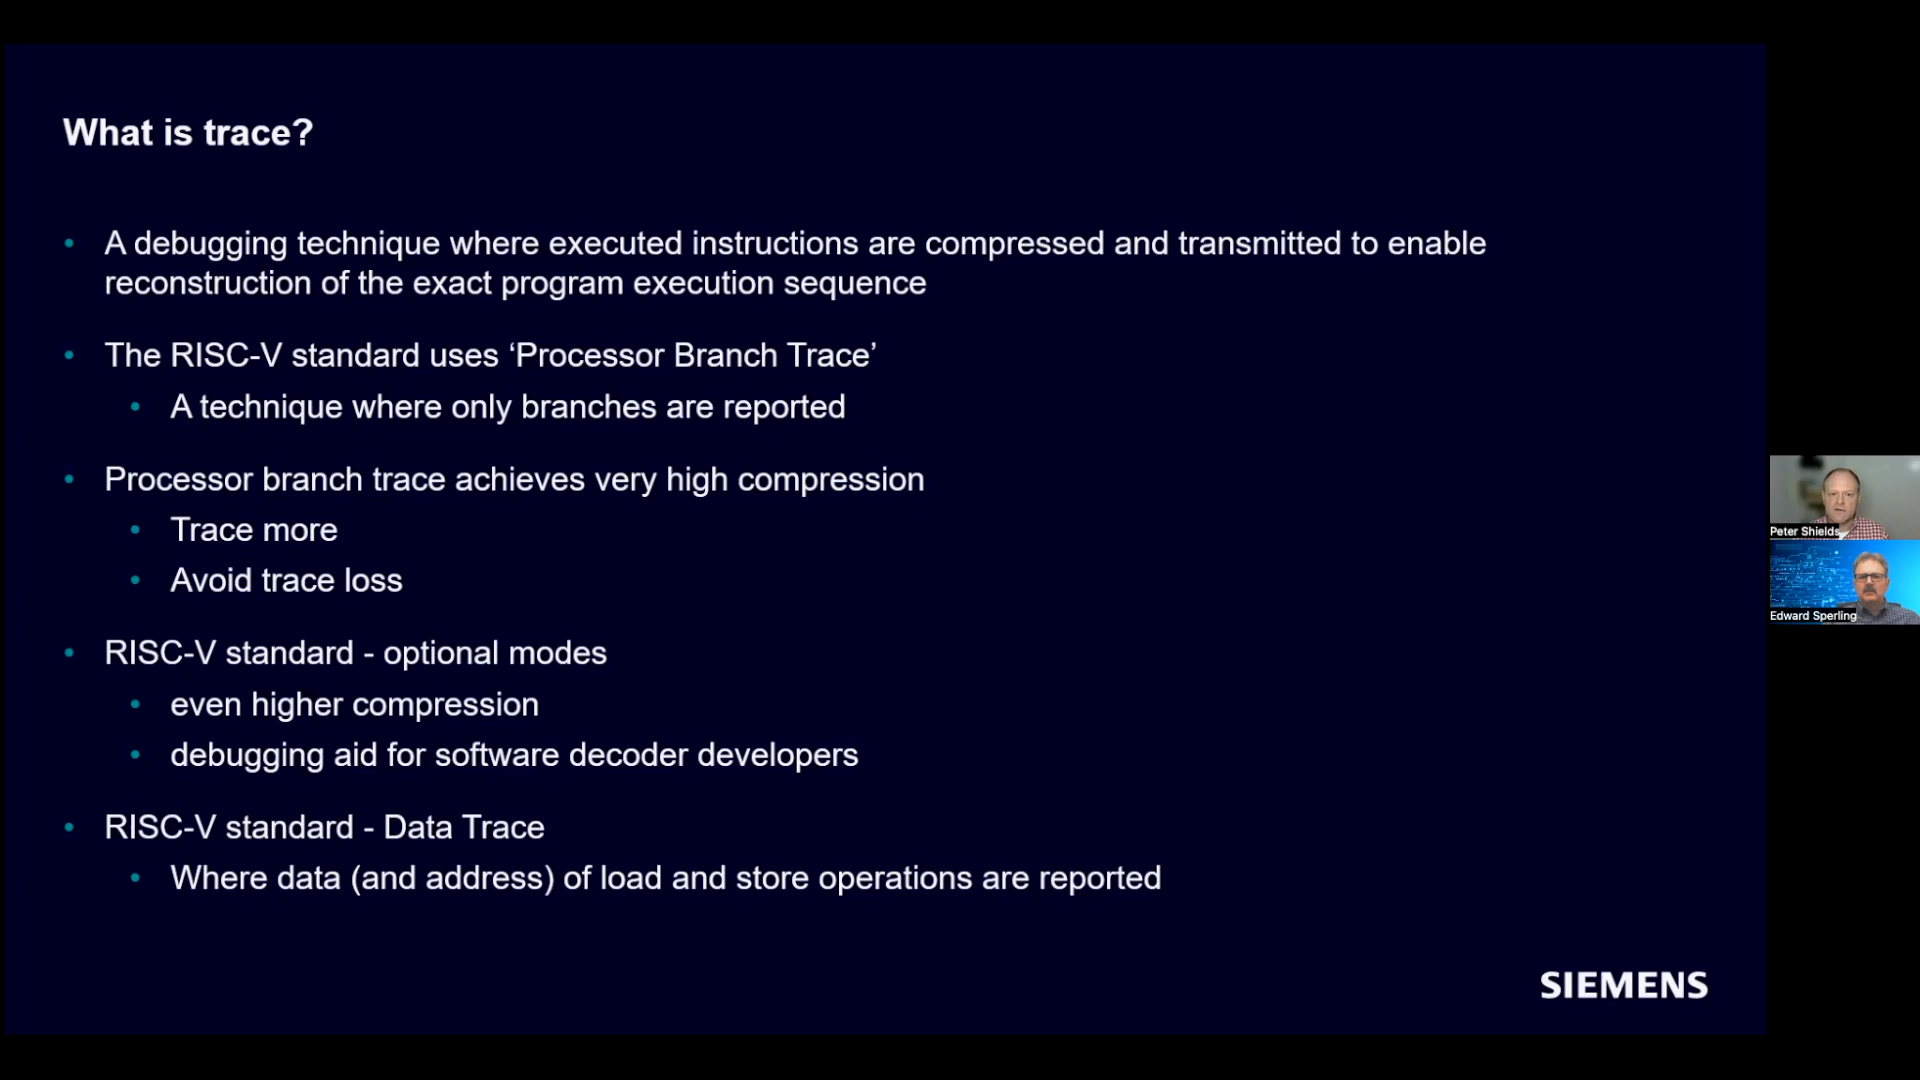 What is trace?
• A debugging technique where executed instructions are compressed and transmitted to enable
reconstruction of the exact program execution sequence
• The RISC-V standard uses ‘Processor Branch Trace’
• A technique where only branches are reported
• Processor branch trace achieves very high compression
• Trace more
• Avoid trace loss
• RISC-V standard - optional modes
• even higher compression
• debugging aid for software decoder developers
• RISC-V standard - Data Trace
• Where data (and address) of load and store operations are reported
SIEMENS
Peter Shields
Edward Sperling